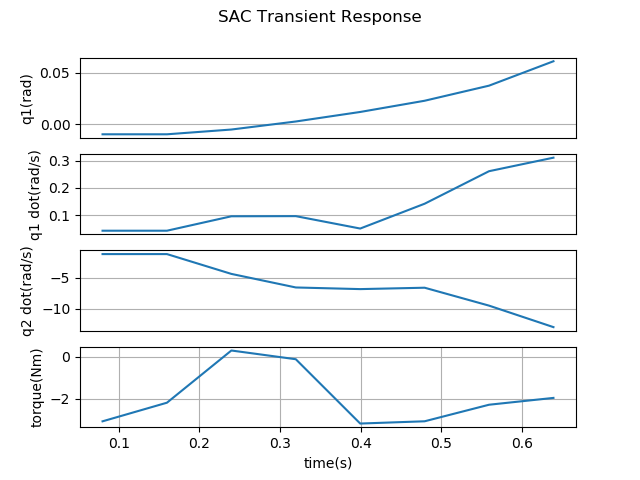 SAC Transient Response
q1(rad)
0.05
0.00
q1 dot(rad/s)
0.3
0.2
0.1
q2 dot(rad/s)
−5
−10
torque(Nm)
0
−2
0.1 0.2 0.3 0.4 0.5 0.6
time(s)